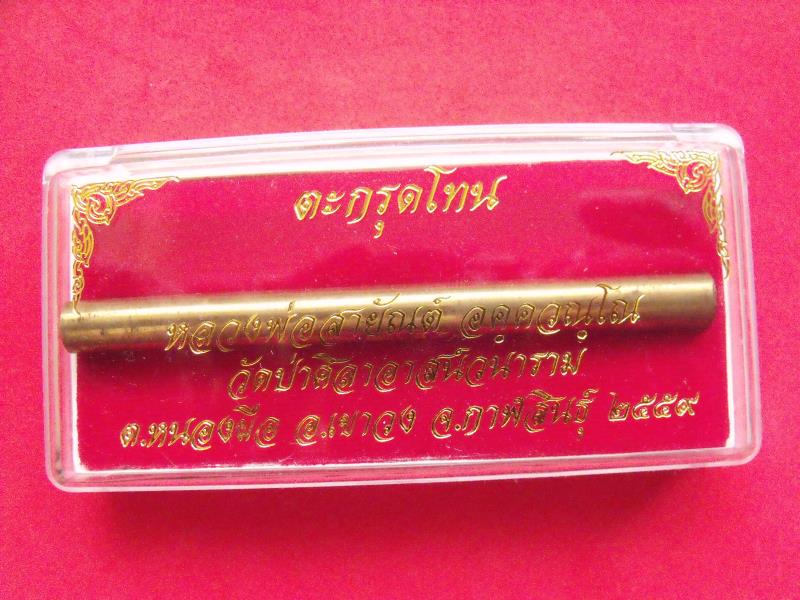 ตะกรุดโทน
หลวงพ่อสายัณต์ อคฺควณฺโณ
วัดป่าศิลาอาสน์วนาราม
ต.หนองผือ อ.เขาวง จ.กาฬสินธุ์ ๒๕๕๙